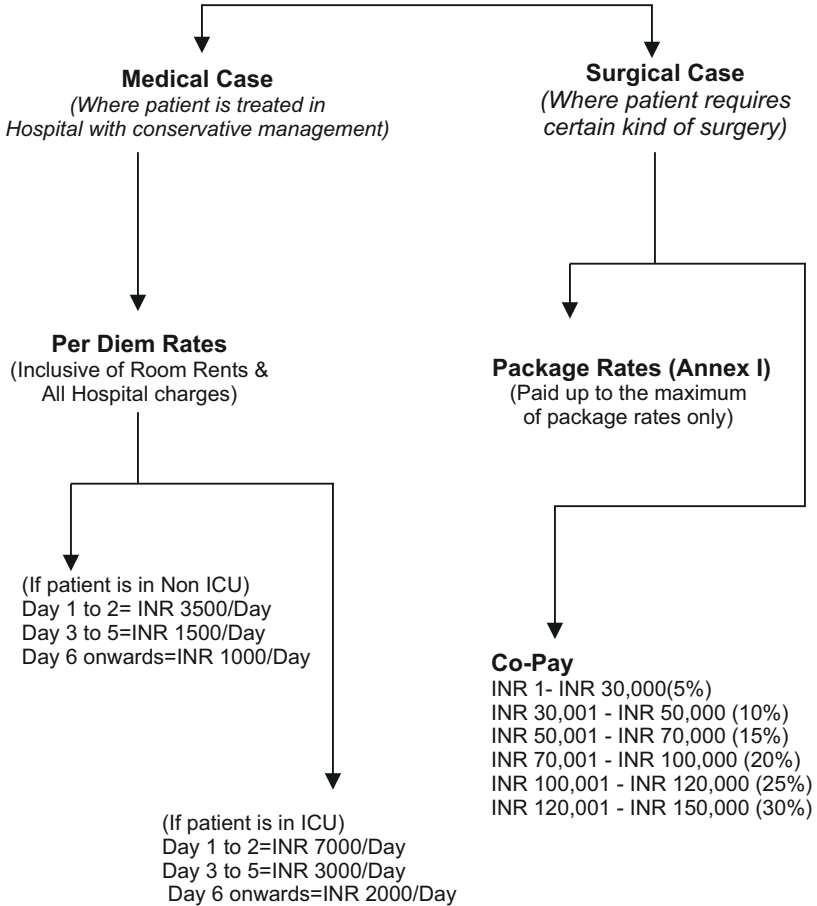 Medical Case
(Where patient is treated in
Hospital with conservative management)
Surgical Case
(Where patient requires
certain kind of surgery)
Per Diem Rates
(Inclusive of Room Rents &
All Hospital charges)
Package Rates (Annex I)
(Paid up to the maximum
of package rates only)
(If patient is in Non ICU)
Day 1 to 2= INR 3500/Day
Day 3 to 5=INR 1500/Day
Day 6 onwards=INR 1000/Day
(If patient is in ICU)
Day 1 to 2=INR 7000/Day
Day 3 to 5=INR 3000/Day
Day 6 onwards=INR 2000/Day
Co-Pay
INR 1- INR 30,000(5%)
INR 30,001 - INR 50,000 (10%)
INR 50,001 - INR 70,000 (15%)
INR 70,001 - INR 100,000 (20%)
INR 100,001 - INR 120,000 (25%)
INR 120,001 - INR 150,000 (30%)